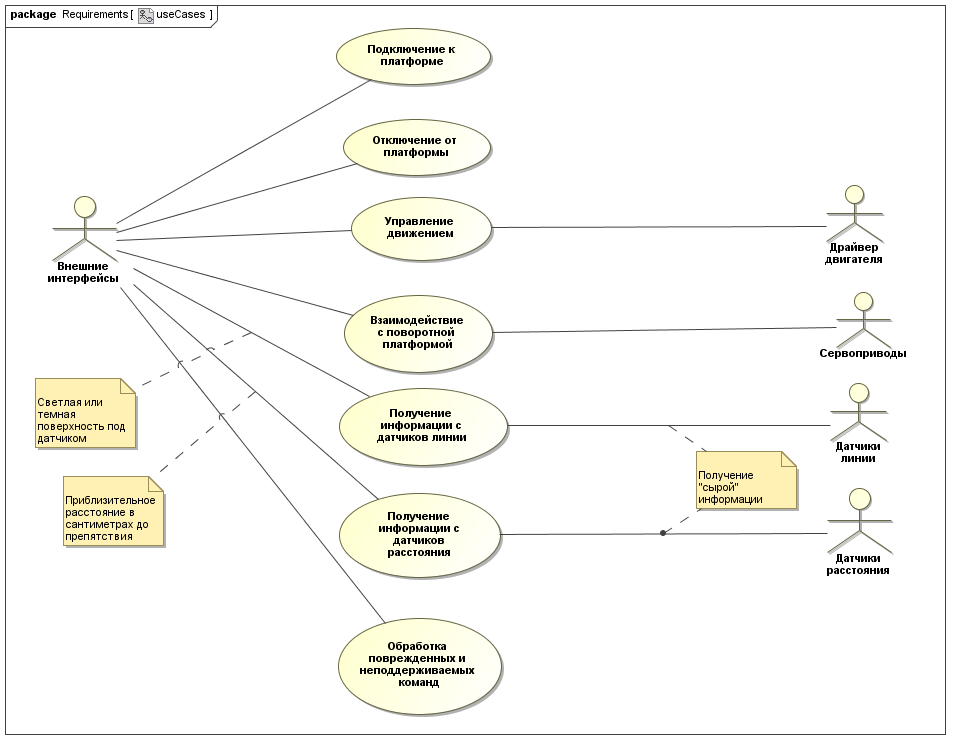 package Requirements [ useCases ]
Подключение к
платформе
Отключение от
платформы
Управление
движением
Внешние
интерфейсы
Драйвер
двигателя
Взаимодействие
с поворотной
платформой
Сервоприводы
Светлая или
темная
поверхность под
датчиком
Получение
информации с
датчиков линии
Датчики
линии
Получение
"сырой"
информации
Приблизительное
расстояние в
сантиметрах до
препятствия
Получение
информации с
датчиков
расстояния
Датчики
расстояния
Обработка
поврежденных и
неподдерживаемых
команд